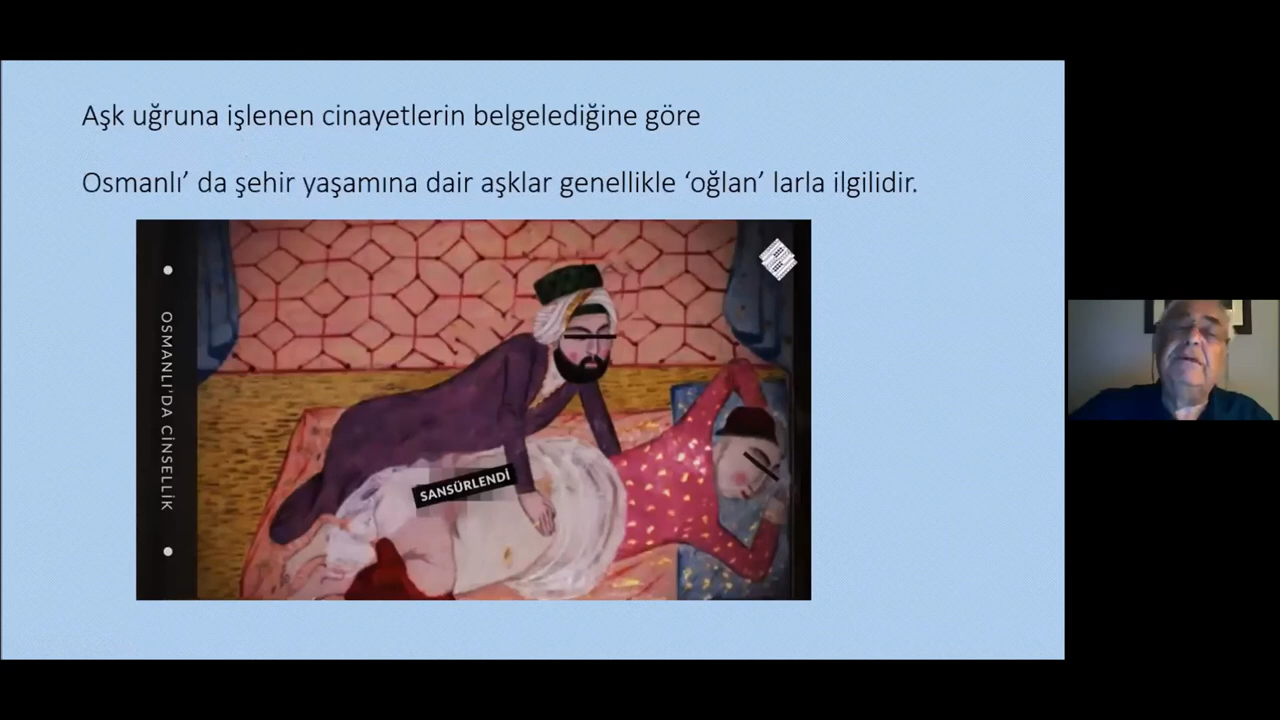 Aşk uğruna işlenen cinayetlerin belgelediğine göre
Osmanlı’ da şehir yaşamına dair aşklar genellikle ‘oğlan’ larla ilgilidir.
OSMANLI'DA CİNSELLİK
SANSÜRLENDİ